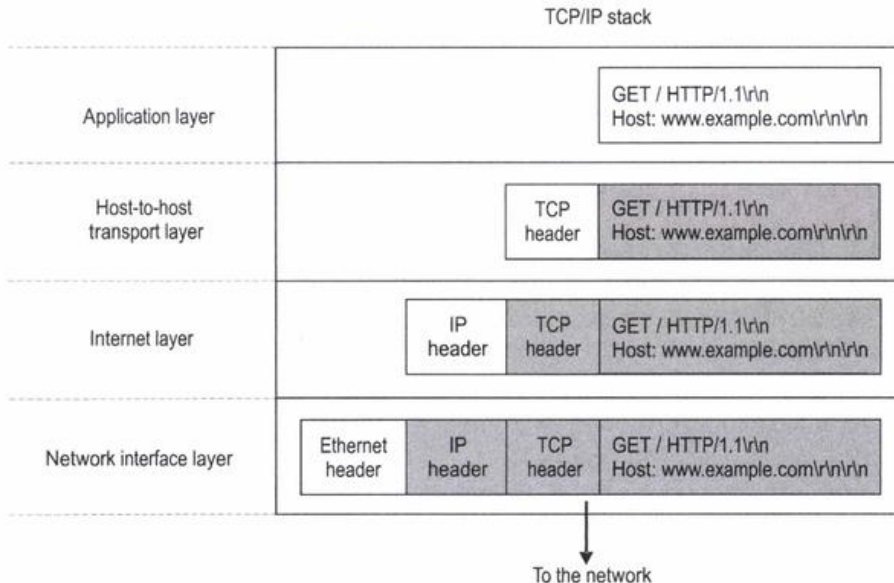 TCP/IP stack
Application layer
GET / HTTP/1.1\r\n
Host: www.example.com\r\n\r\n
Host-to-host
transport layer
TCP
header
GET / HTTP/1.1\r\n
Host: www.example.com\r\n\r\n
Internet layer
IP
header
TCP
header
GET / HTTP/1.1\r\n
Host: www.example.com\r\n\r\n
Network interface layer
Ethernet
header
IP
header
TCP
header
GET / HTTP/1.1\r\n
Host: www.example.com\r\n\r\n
To the network